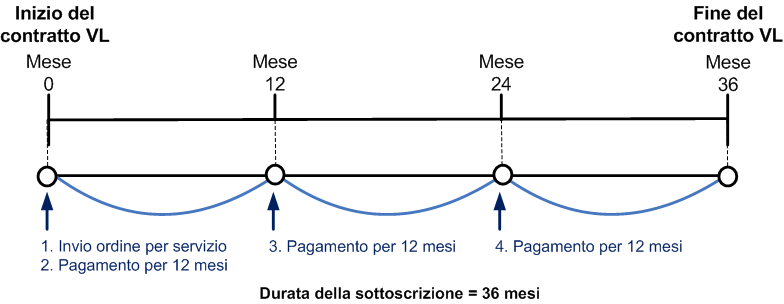 Inizio del
contratto VL
Fine del
contratto VL
Mese
0
Mese
12
Mese
24
Mese
36
1. Invio ordine per servizio
2. Pagamento per 12 mesi
3. Pagamento per 12 mesi
4. Pagamento per 12 mesi
Durata della sottoscrizione = 36 mesi